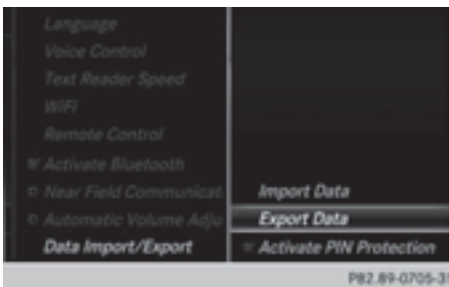 Language
Voice Control
Text Reader Speed
WiFi
Remote Control
Activate Bluetooth
Near Field Communicat
Automatic Volume Adju
Data Import/Export
Import Data
Export Data
Activate PIN Protection
P82.89-0705-31